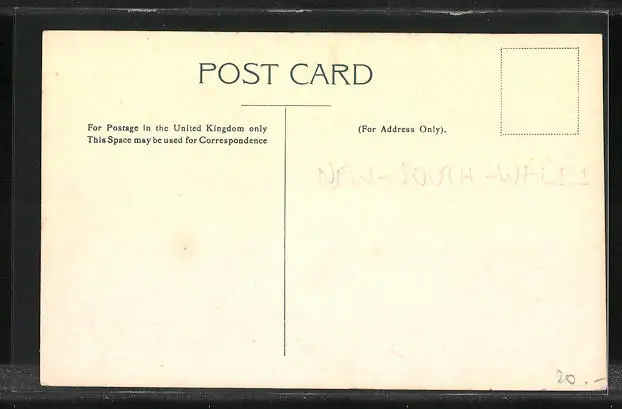 POST CARD
For Postage in the United Kingdom only
This Space may be used for Correspondence
(For Address Only).
NEW-SOUTH-WALES
20.-